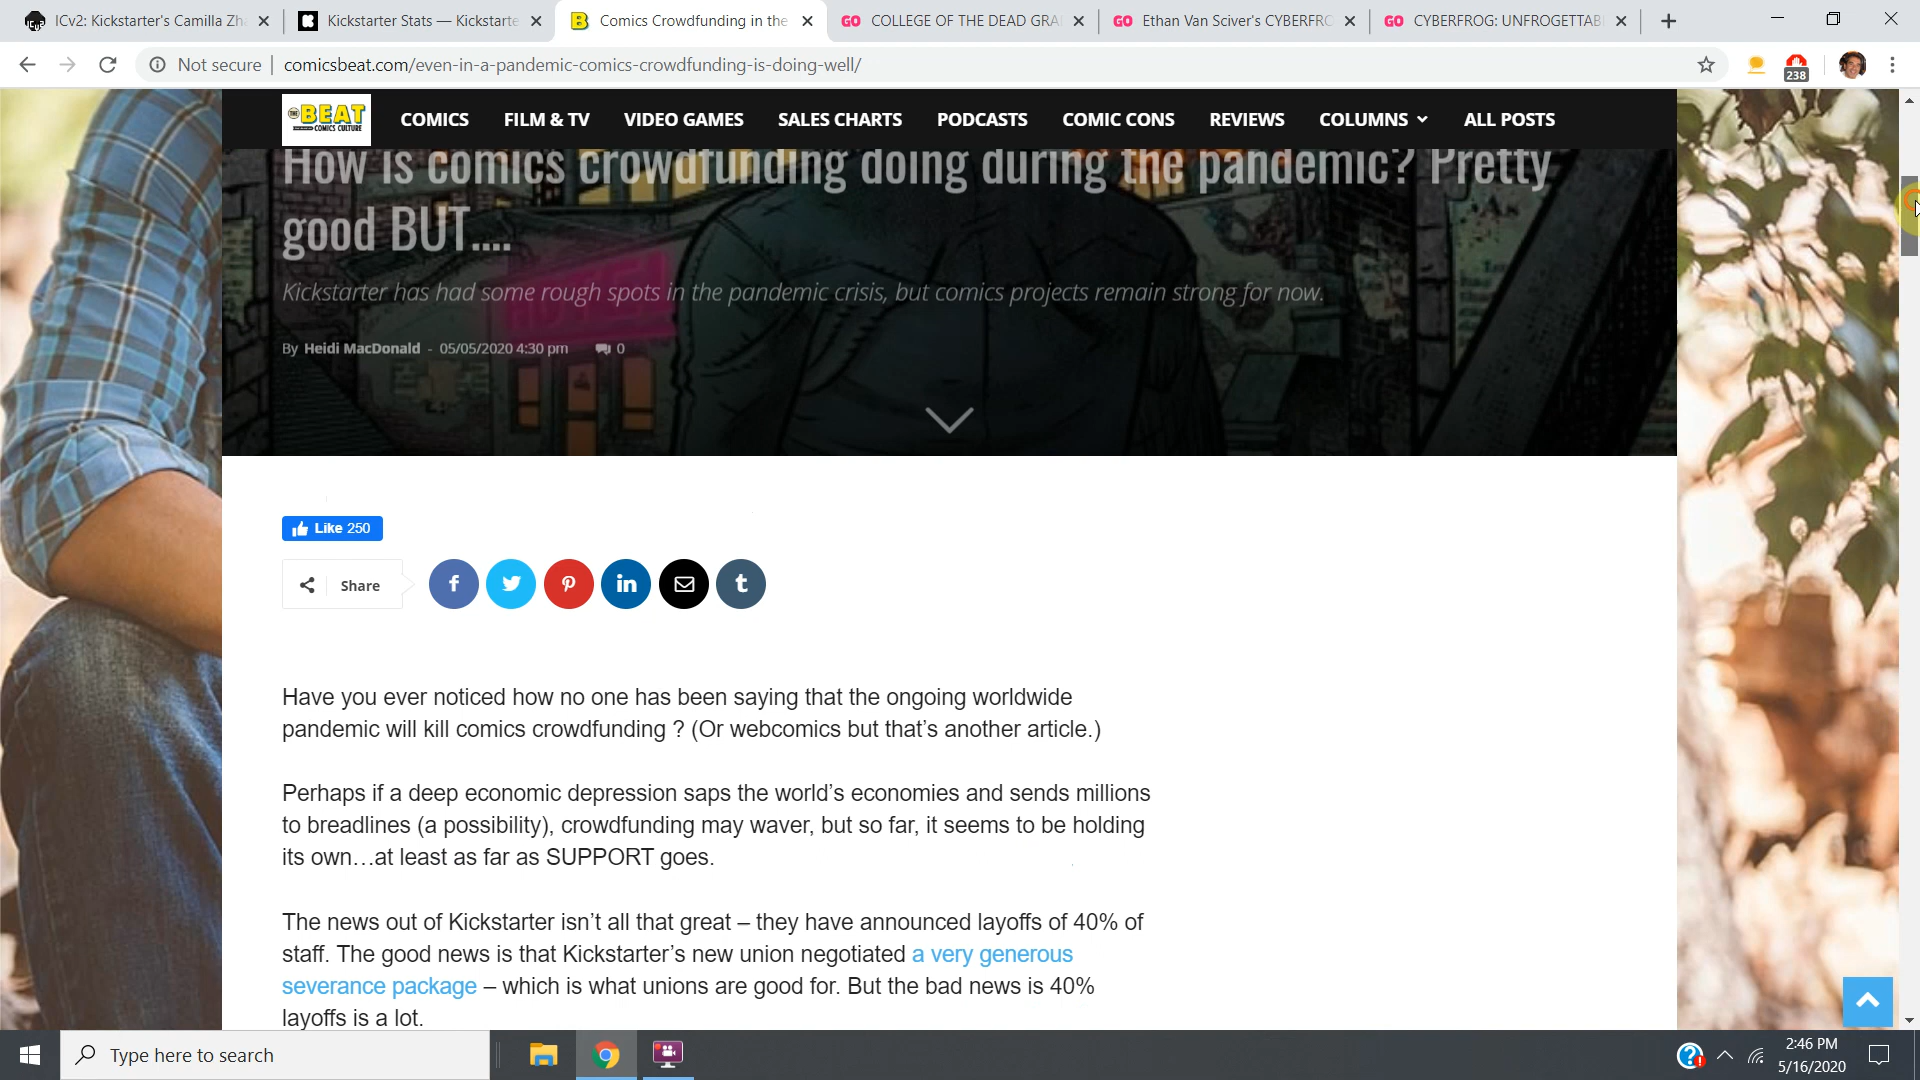 ICv2: Kickstarter's Camilla Zh
Kickstarter Stats — Kickstarte
Comics Crowdfunding in the
GO COLLEGE OF THE DEAD GRA
GO Ethan Van Sciver's CYBERFRO
GO CYBERFROG: UNFROGETTAB
Not secure
comicsbeat.com/even-in-a-pandemic-comics-crowdfunding-is-doing-well/
238
THE BEAT
COMICS CULTURE
COMICS
FILM & TV
VIDEO GAMES
SALES CHARTS
PODCASTS
COMIC CONS
REVIEWS
COLUMNS
ALL POSTS
How is comics crowdfunding doing during the pandemic? Pretty
good BUT....
Kickstarter has had some rough spots in the pandemic crisis, but comics projects remain strong for now.
By Heidi MacDonald - 05/05/2020 4:30 pm 0
Like 250
Share
Have you ever noticed how no one has been saying that the ongoing worldwide
pandemic will kill comics crowdfunding ? (Or webcomics but that's another article.)
Perhaps if a deep economic depression saps the world's economies and sends millions
to breadlines (a possibility), crowdfunding may waver, but so far, it seems to be holding
its own…at least as far as SUPPORT goes.
The news out of Kickstarter isn't all that great – they have announced layoffs of 40% of
staff. The good news is that Kickstarter's new union negotiated a very generous
severance package – which is what unions are good for. But the bad news is 40%
layoffs is a lot.
Type here to search
2:46 PM
5/16/2020